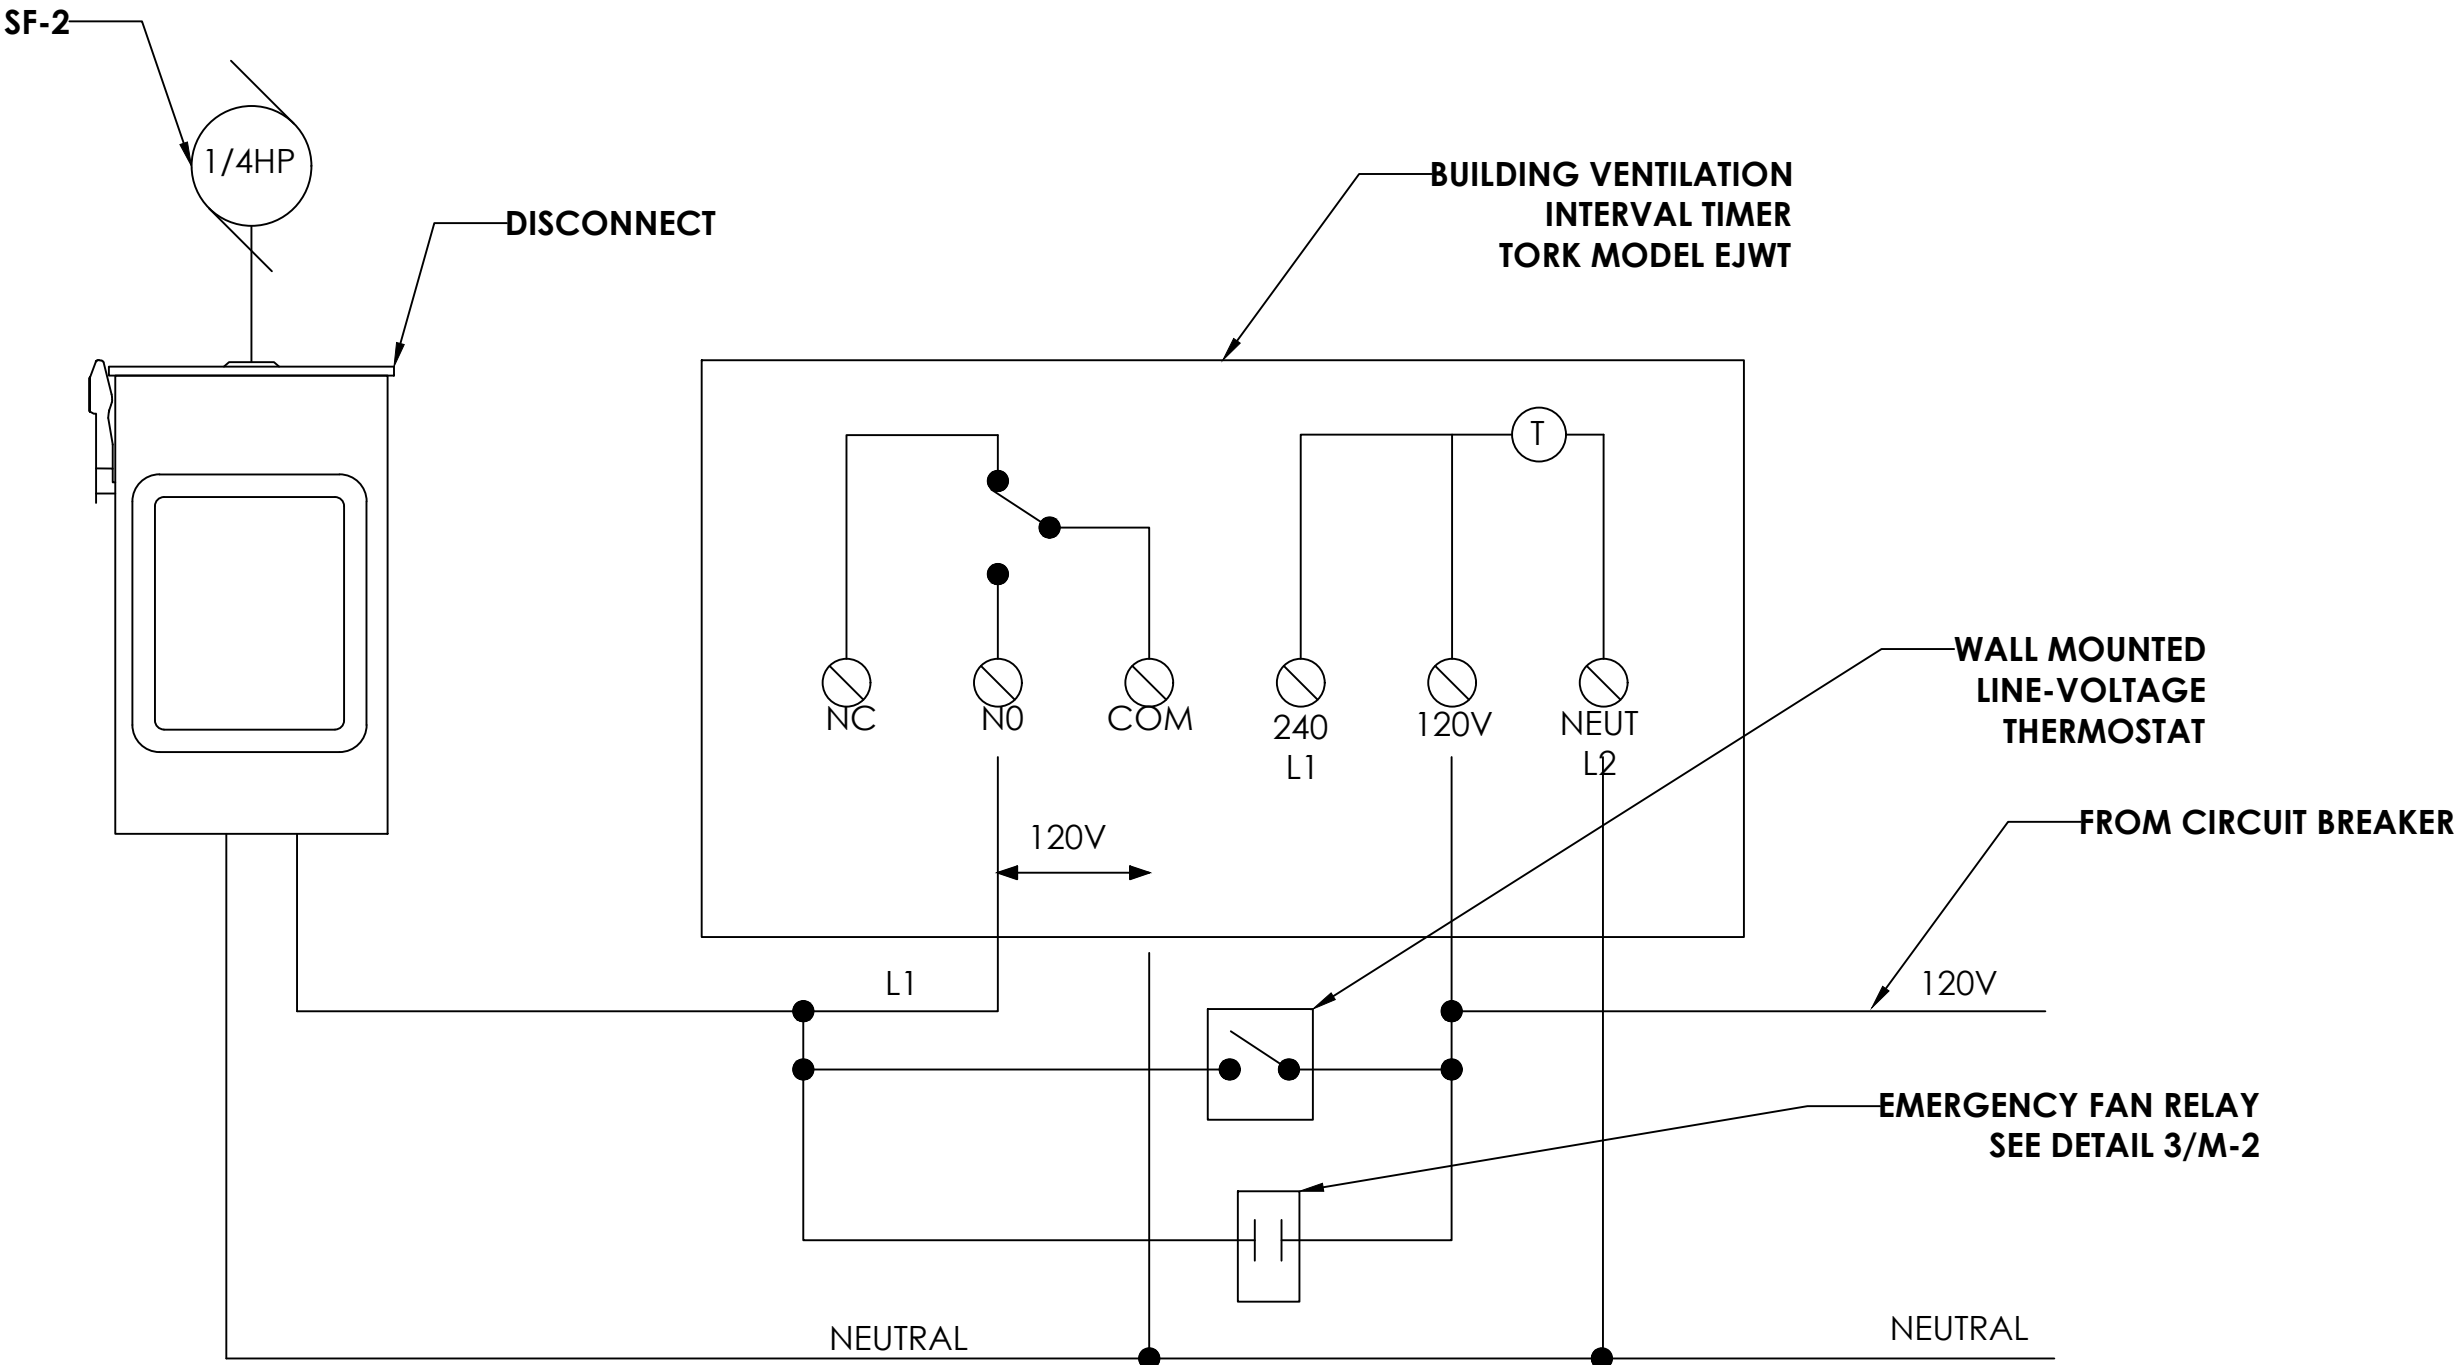 SF-2
1/4HP
DISCONNECT
BUILDING VENTILATION
INTERVAL TIMER
TORK MODEL EJWT
T
NC
N0
COM
240
L1
120V
NEUT
L2
WALL MOUNTED
LINE-VOLTAGE
THERMOSTAT
120V
FROM CIRCUIT BREAKER
L1
120V
EMERGENCY FAN RELAY
SEE DETAIL 3/M-2
NEUTRAL
NEUTRAL